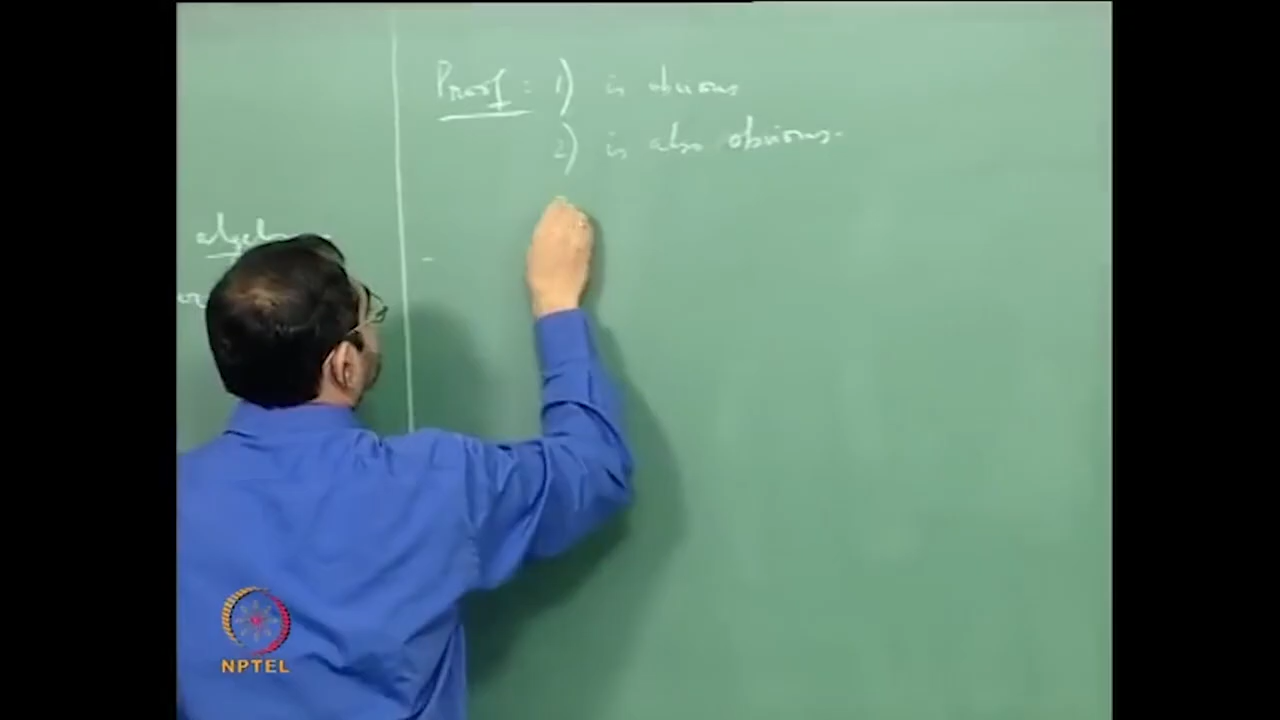 Proof : 1) is obvious
2) is also obvious.
NPTEL